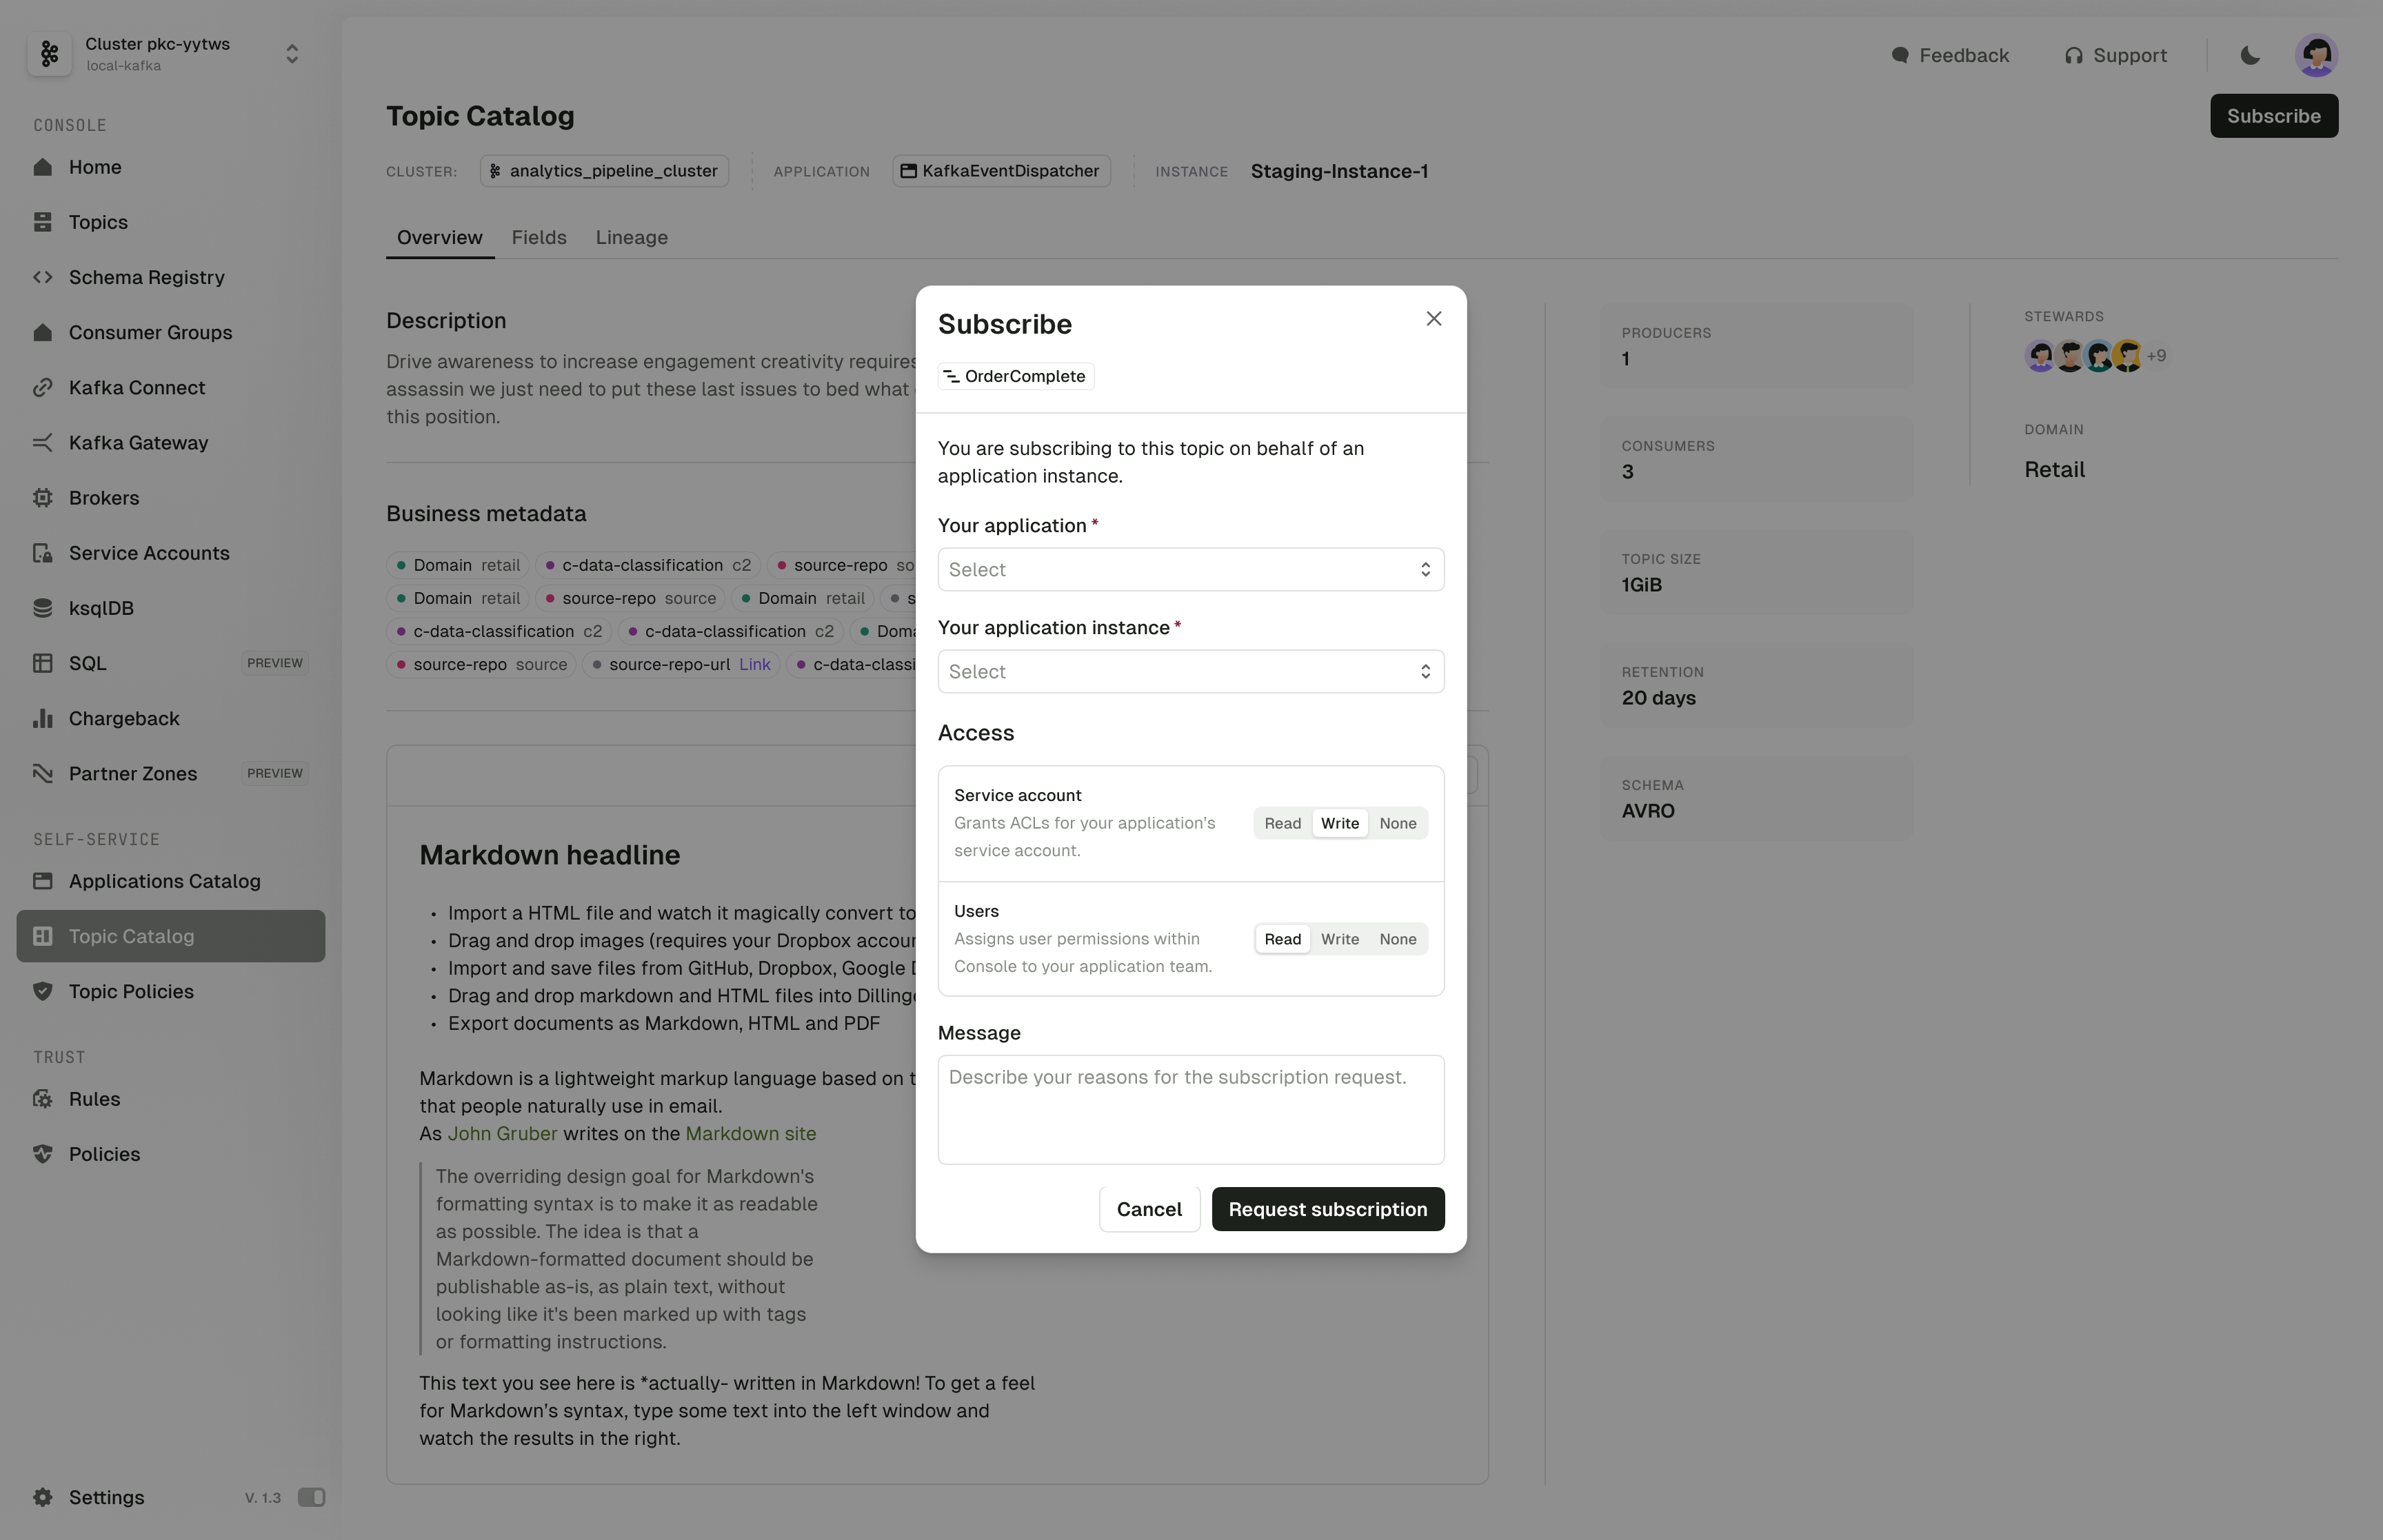 Cluster pkc-yytws
local-kafka
CONSOLE
Home
Topics
Schema Registry
Consumer Groups
Kafka Connect
Kafka Gateway
Brokers
Service Accounts
ksqlDB
SQL PREVIEW
Chargeback
Partner Zones PREVIEW
SELF-SERVICE
Applications Catalog
Topic Catalog
Topic Policies
TRUST
Rules
Policies
Settings V. 1.3
Feedback Support
Topic Catalog Subscribe
CLUSTER: analytics_pipeline_cluster APPLICATION KafkaEventDispatcher INSTANCE Staging-Instance-1
Overview Fields Lineage
Description
Drive awareness to increase engagement creativity requires
assassin we just need to put these last issues to bed what
this position.
Business metadata
Domain retail c-data-classification c2 source-repo so
Domain retail source-repo source Domain retail s
c-data-classification c2 c-data-classification c2 Doma
source-repo source source-repo-url Link c-data-classi
Markdown headline
• Import a HTML file and watch it magically convert to
• Drag and drop images (requires your Dropbox accoun
• Import and save files from GitHub, Dropbox, Google D
• Drag and drop markdown and HTML files into Dillinge
• Export documents as Markdown, HTML and PDF
Markdown is a lightweight markup language based on t
that people naturally use in email.
As John Gruber writes on the Markdown site
The overriding design goal for Markdown's
formatting syntax is to make it as readable
as possible. The idea is that a
Markdown-formatted document should be
publishable as-is, as plain text, without
looking like it's been marked up with tags
or formatting instructions.
This text you see here is *actually- written in Markdown! To get a feel
for Markdown's syntax, type some text into the left window and
watch the results in the right.
Subscribe
OrderComplete
You are subscribing to this topic on behalf of an
application instance.
Your application *
Select
Your application instance *
Select
Access
Service account
Grants ACLs for your application's
service account.
Read Write None
Users
Assigns user permissions within
Console to your application team.
Read Write None
Message
Describe your reasons for the subscription request.
Cancel Request subscription
PRODUCERS
1
CONSUMERS
3
TOPIC SIZE
1GiB
RETENTION
20 days
SCHEMA
AVRO
STEWARDS
+9
DOMAIN
Retail